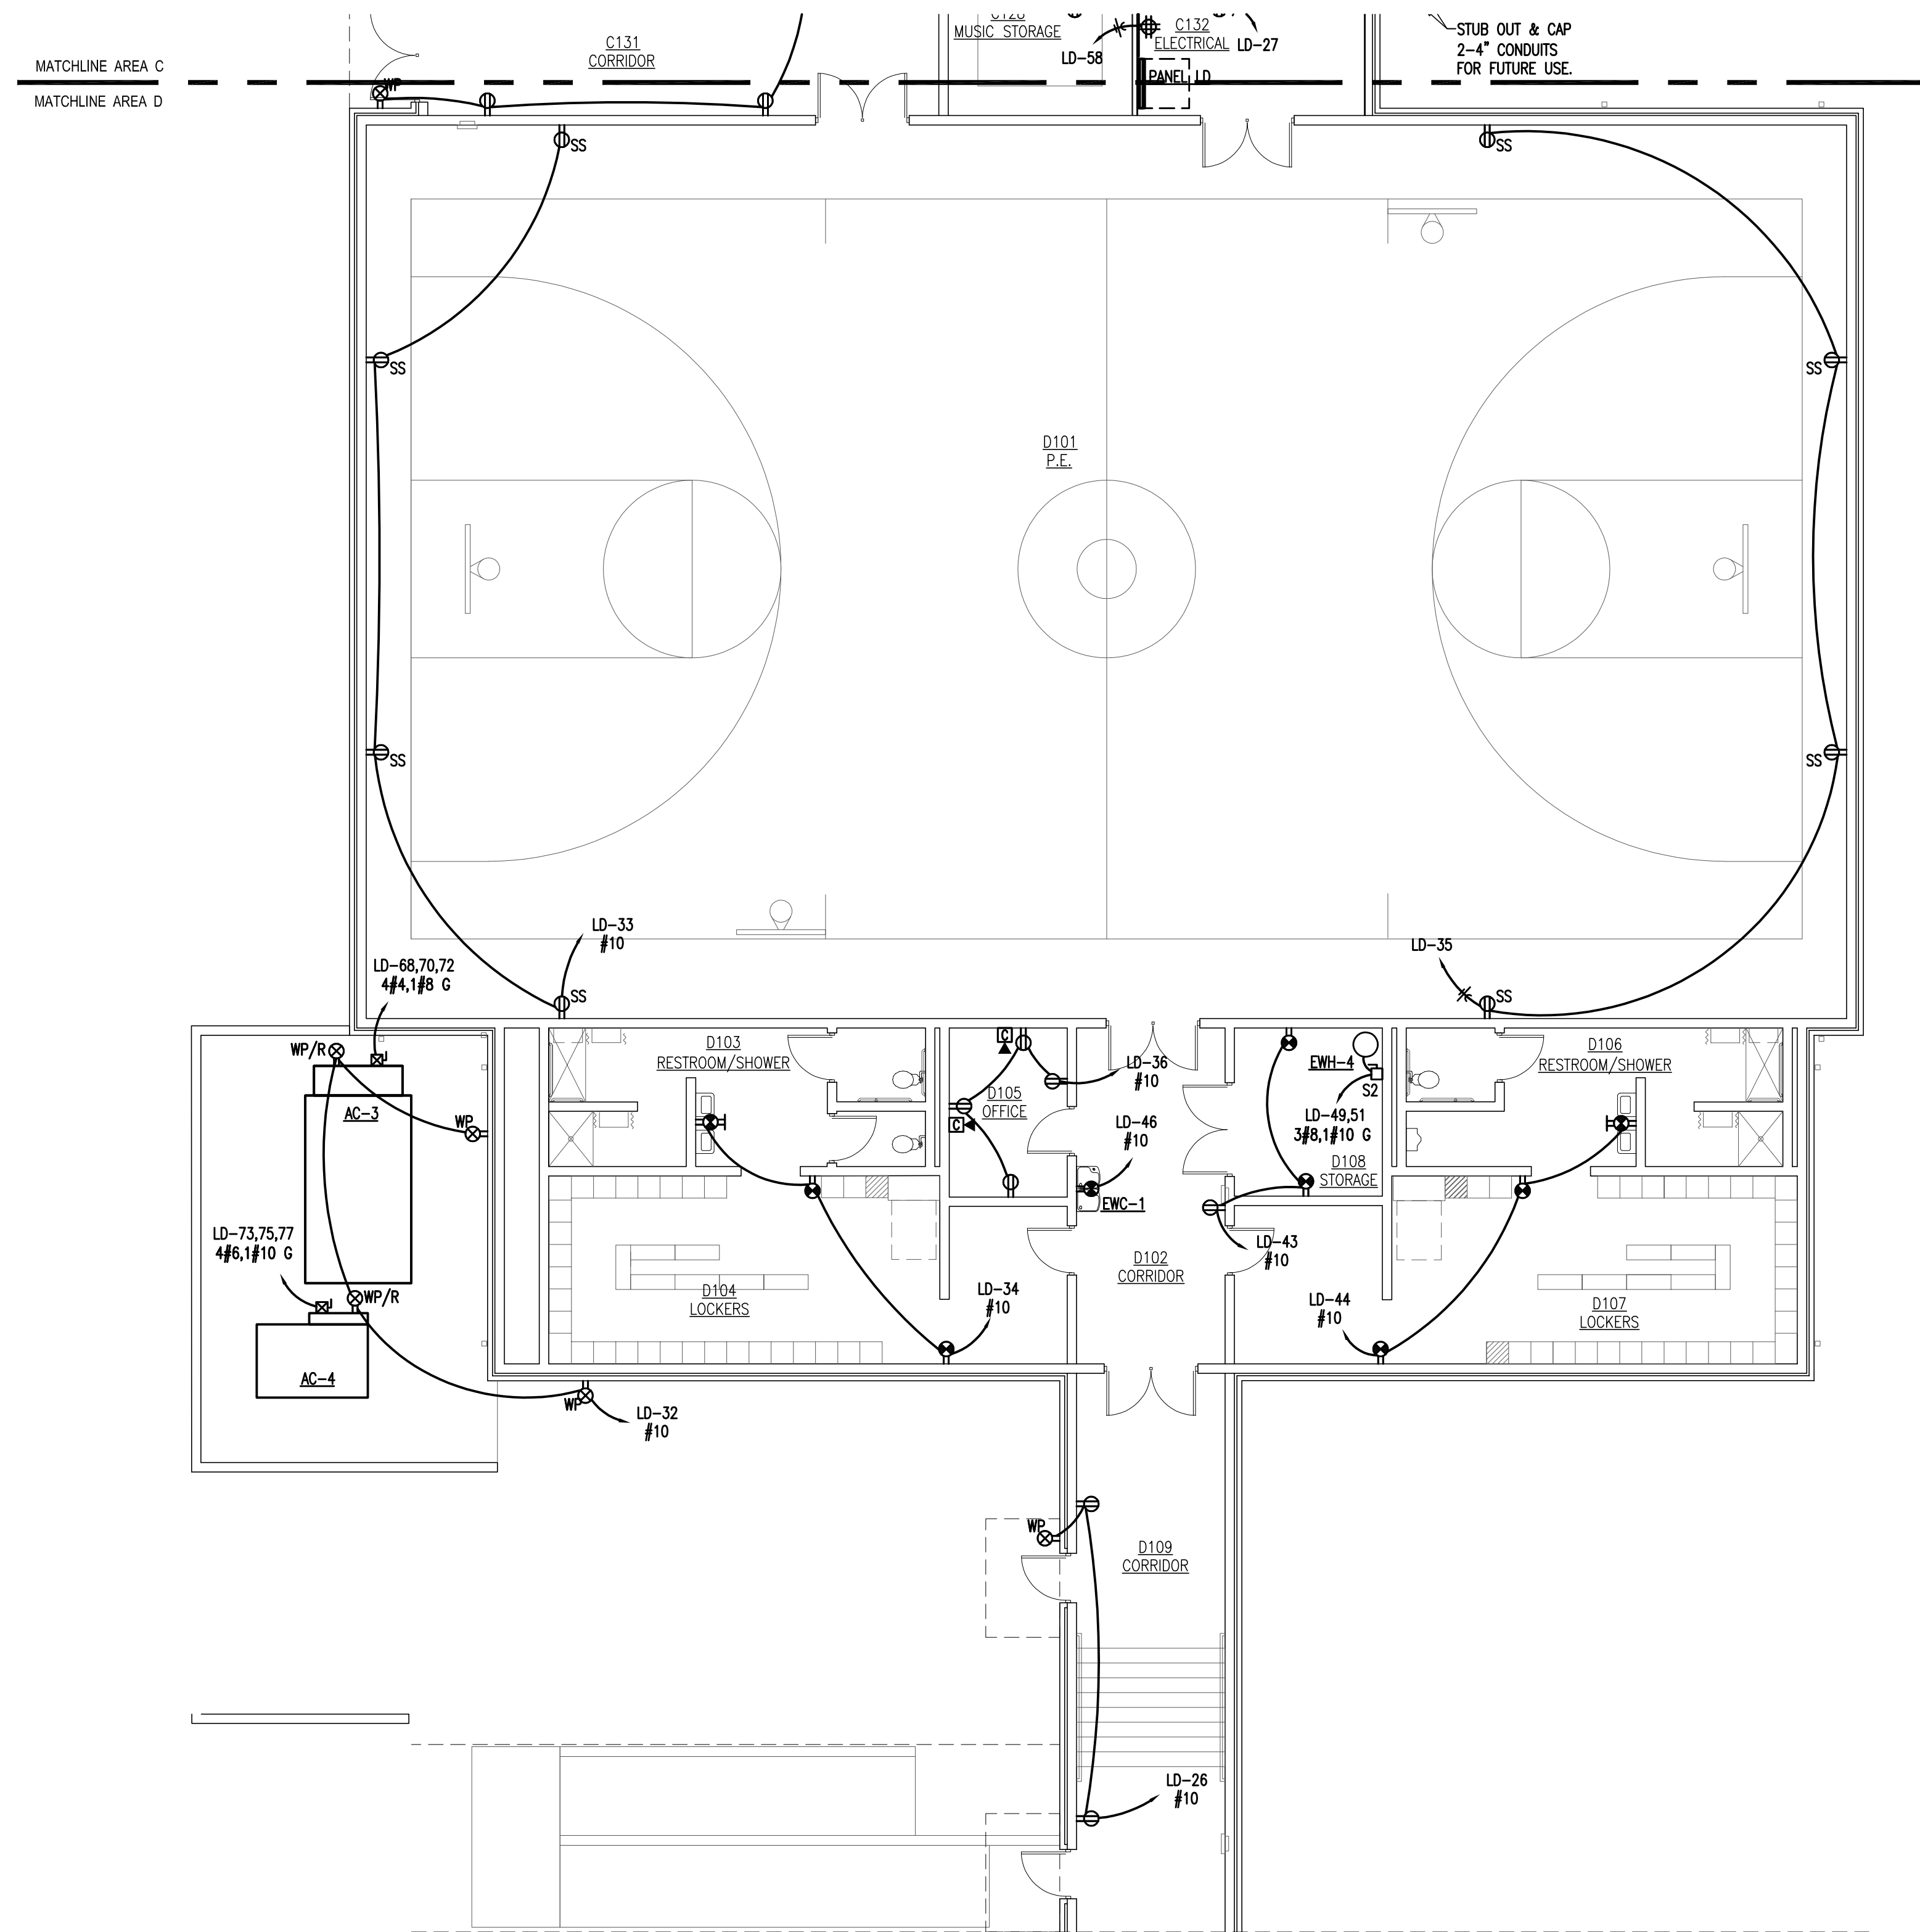 C128
MUSIC STORAGE
C132
ELECTRICAL
LD-27
LD-58
PANEL LD
STUB OUT & CAP
2-4" CONDUITS
FOR FUTURE USE.
C131
CORRIDOR
MATCHLINE AREA C
MATCHLINE AREA D
WP
SS
SS
SS
SS
D101
P.E.
SS
SS
LD-33
#10
SS
LD-35
SS
LD-68,70,72
4#4,1#8 G
WP/R
AC-3
WP
D103
RESTROOM/SHOWER
C
D105
OFFICE
C
LD-36
#10
LD-46
#10
EWC-1
EWH-4
S2
LD-49,51
3#8,1#10 G
D108
STORAGE
D106
RESTROOM/SHOWER
LD-73,75,77
4#6,1#10 G
WP/R
AC-4
WP
LD-32
#10
D104
LOCKERS
LD-34
#10
D102
CORRIDOR
LD-43
#10
LD-44
#10
D107
LOCKERS
WP
D109
CORRIDOR
LD-26
#10